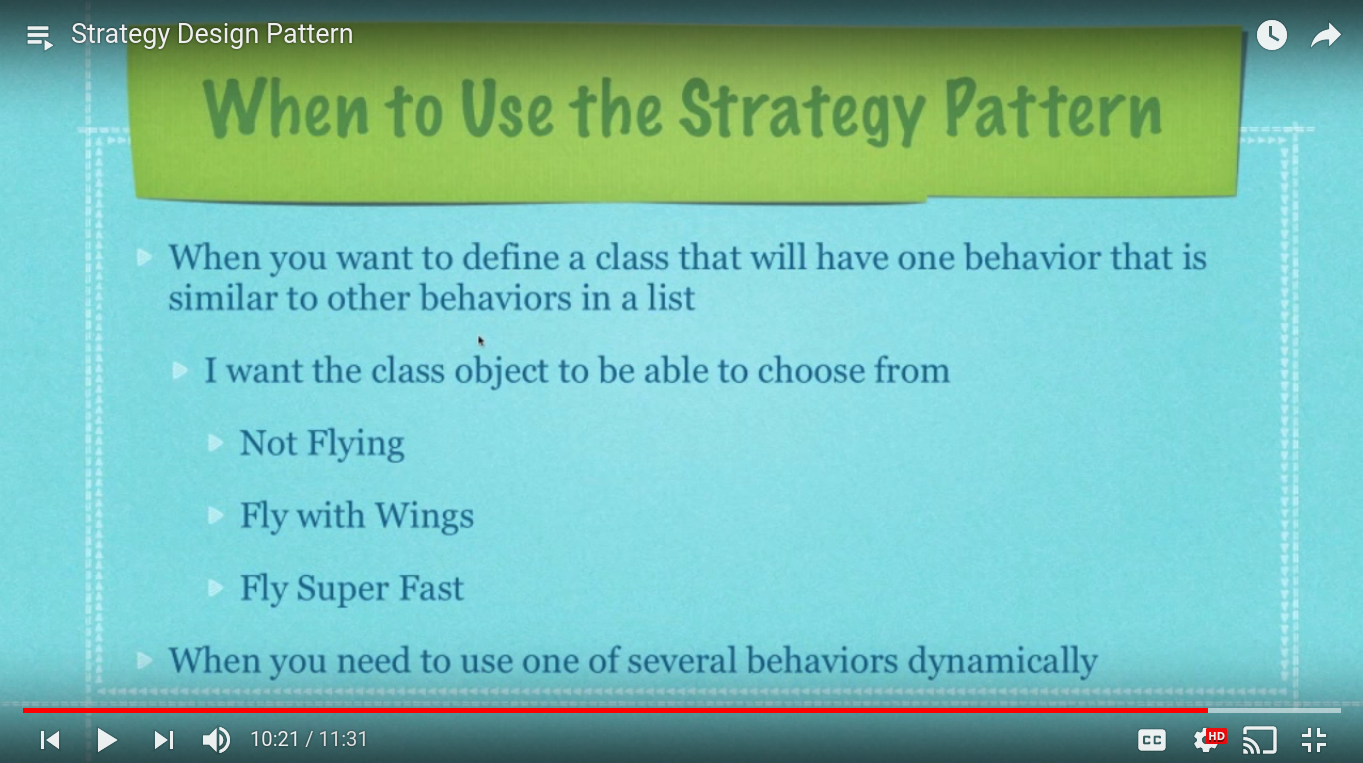 Strategy Design Pattern
When to Use the Strategy Pattern
When you want to define a class that will have one behavior that is
similar to other behaviors in a list
I want the class object to be able to choose from
Not Flying
Fly with Wings
Fly Super Fast
When you need to use one of several behaviors dynamically
10:21 / 11:31
CC
HD